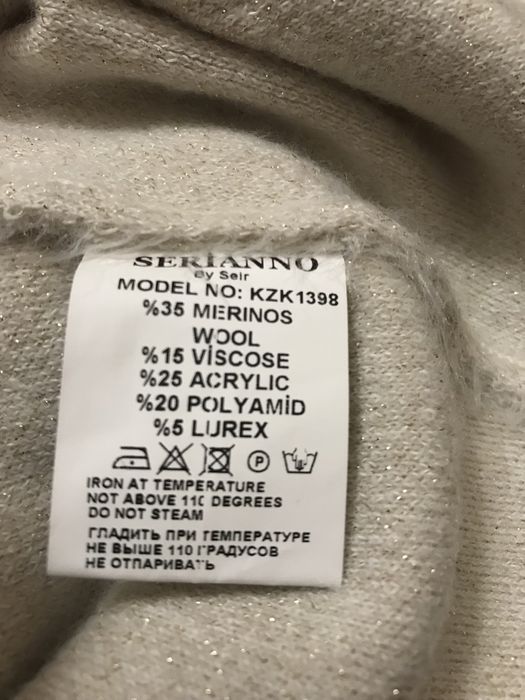 SERIANNO
By Seir
MODEL NO: KZK1398
%35 MERINOS
WOOL
%15 VİSCOSE
%25 ACRYLIC
%20 POLYAMİD
%5 LUREX
P
IRON AT TEMPERATURE
NOT ABOVE 110 DEGREES
DO NOT STEAM
ГЛАДИТЬ ПРИ ТЕМПЕРАТУРЕ
НЕ ВЫШЕ 110 ГРАДУСОВ
НЕ ОТПАРИВАТЬ